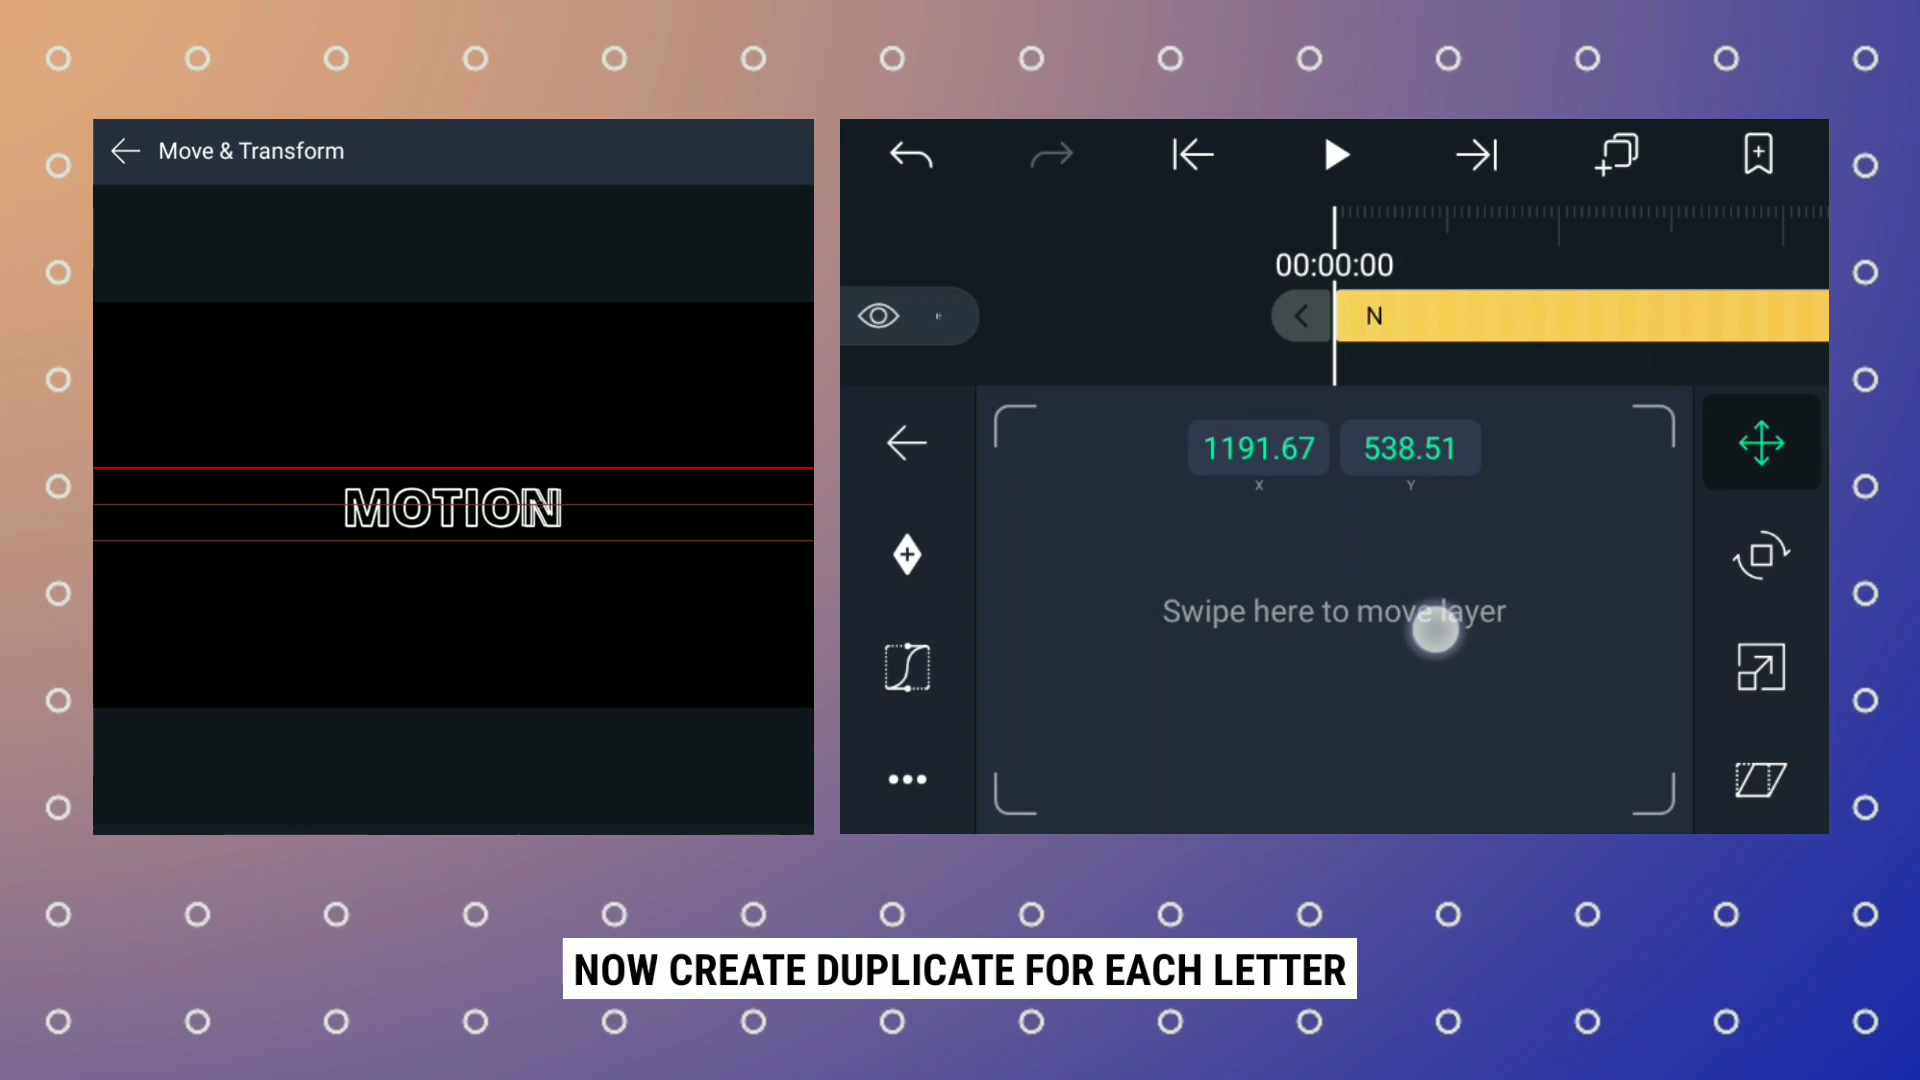 Move & Transform
MOTION
00:00:00
N
1191.67 538.51
X Y
Swipe here to move layer
NOW CREATE DUPLICATE FOR EACH LETTER